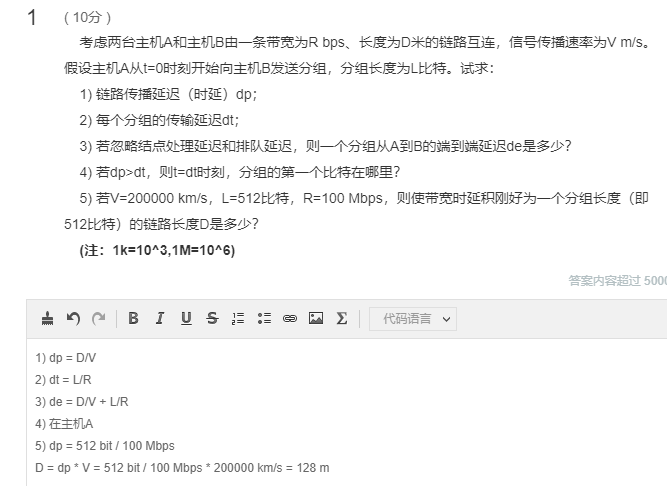 1 (10分)
考虑两台主机A和主机B由一条带宽为R bps、长度为D米的链路互连，信号传播速率为V m/s。
假设主机A从t=0时刻开始向主机B发送分组，分组长度为L比特。试求：
1) 链路传播延迟（时延）dp；
2) 每个分组的传输延迟dt；
3) 若忽略结点处理延迟和排队延迟，则一个分组从A到B的端到端延迟de是多少？
4) 若dp>dt，则t=dt时刻，分组的第一个比特在哪里？
5) 若V=200000 km/s，L=512比特，R=100 Mbps，则使带宽时延积刚好为一个分组长度（即
512比特）的链路长度D是多少？
(注：1k=10^3,1M=10^6)
答案内容超过 5000
B I U S Σ 代码语言
1) dp = D/V
2) dt = L/R
3) de = D/V + L/R
4) 在主机A
5) dp = 512 bit / 100 Mbps
D = dp * V = 512 bit / 100 Mbps * 200000 km/s = 128 m